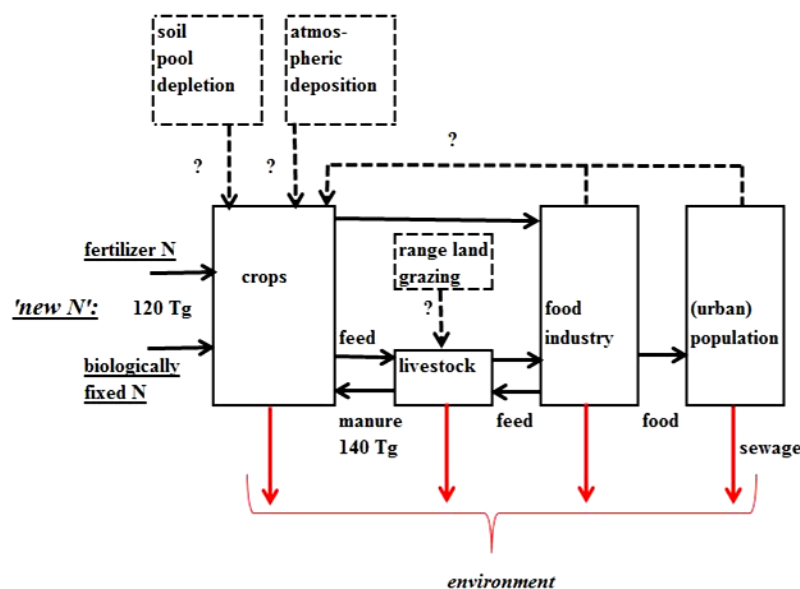 soil
pool
depletion
atmos-
pheric
deposition
?
?
?
fertilizer N
crops
range land
grazing
'new N':
120 Tg
?
food
industry
(urban)
population
feed
livestock
biologically
fixed N
manure
140 Tg
feed
food
sewage
environment